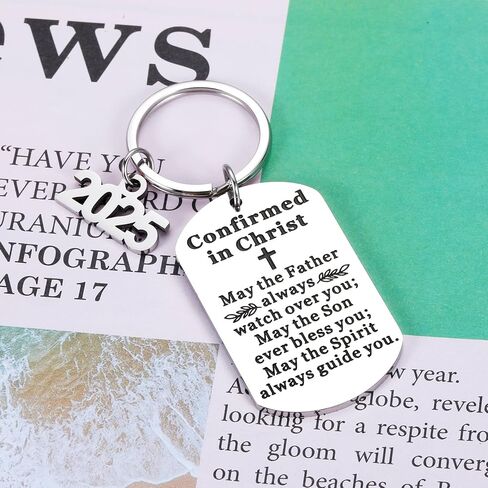 ews
"HAVE YOU
EVER
URANIC
NFOGRAPH
AGE 17
2025
Confirmed
in Christ
May the Father
always
watch over you;
May the Son
ever bless you;
May the Spirit
always guide you.
w year.
globe, revele
looking for a respite fro
the gloom will converg
on the beaches of